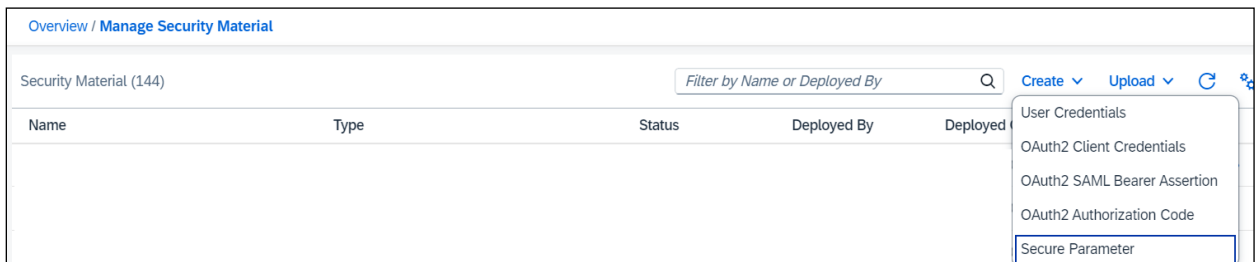 Overview / Manage Security Material
Security Material (144)
Filter by Name or Deployed By
Create
Upload
Name
Type
Status
Deployed By
Deployed
User Credentials
OAuth2 Client Credentials
OAuth2 SAML Bearer Assertion
OAuth2 Authorization Code
Secure Parameter